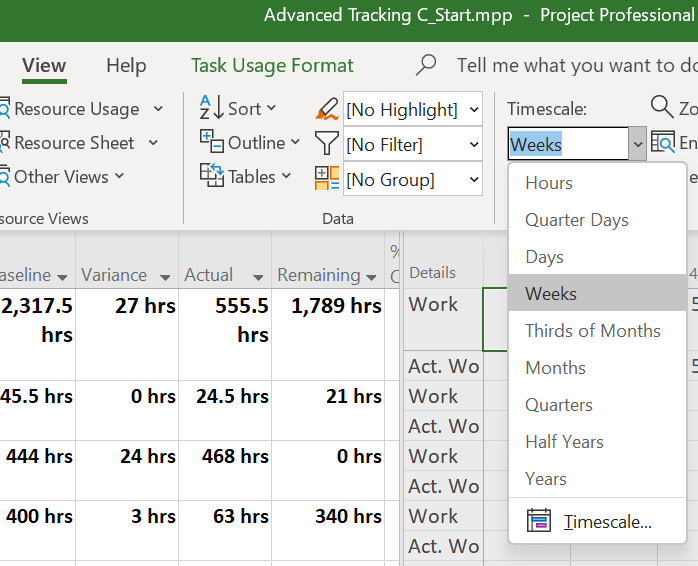 Advanced Tracking C_Start.mpp - Project Professional
View Help Task Usage Format Tell me what you want to do
Resource Usage Sort [No Highlight] Timescale: Zo
Resource Sheet Outline [No Filter] Weeks En
Other Views Tables [No Group] e
source Views Data
Hours
Quarter Days
Days
Weeks
Thirds of Months
Months
Quarters
Half Years
Years
Timescale...
aseline Variance Actual Remaining % C Details 4
2,317.5 hrs 27 hrs 555.5 hrs 1,789 hrs Work 5
Act. Wo 5
45.5 hrs 0 hrs 24.5 hrs 21 hrs Work
Act. Wo
444 hrs 24 hrs 468 hrs 0 hrs Work
Act. Wo
400 hrs 3 hrs 63 hrs 340 hrs Work
Act. Wo